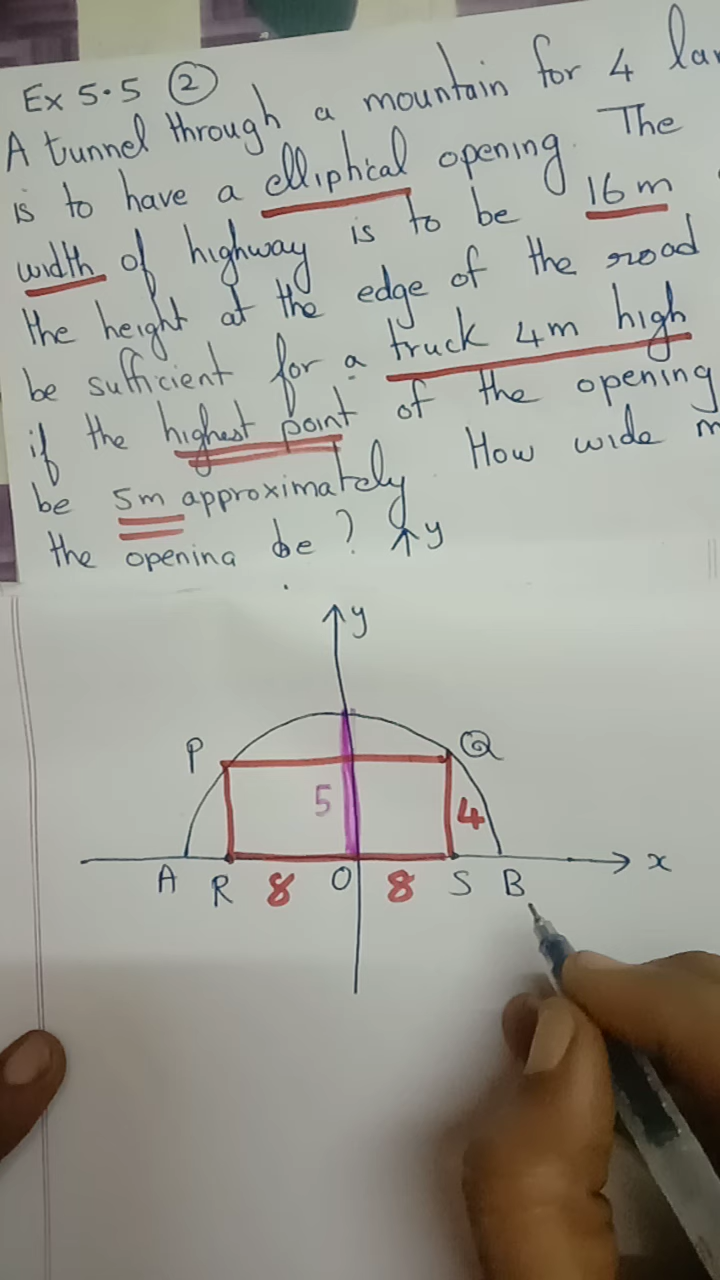 Ex 5.5 (2)
A tunnel through a mountain for 4
is to have a elliptical opening. The
width of highway is to be 16m
the height at the edge of the road
be sufficient for a truck 4m high
if the highest point of the opening
be 5m approximately. How wide
the opening be? ↑y
y
P Q
5 4
A R 8 O 8 S B x